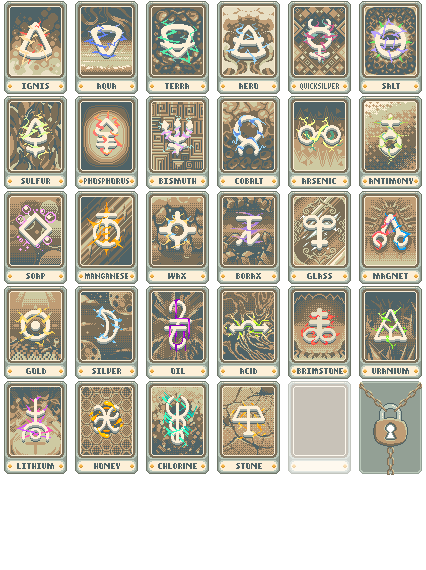 IGNIS
AQUA
TERRA
AERO
QUICKSILVER
SALT
SULFUR
PHOSPHORUS
BISMUTH
COBALT
ARSENIC
ANTIMONY
SOAP
MANGANESE
WAX
BORAX
GLASS
MAGNET
GOLD
SILVER
OIL
ACID
BRIMSTONE
URANIUM
LITHIUM
HONEY
CHLORINE
STONE